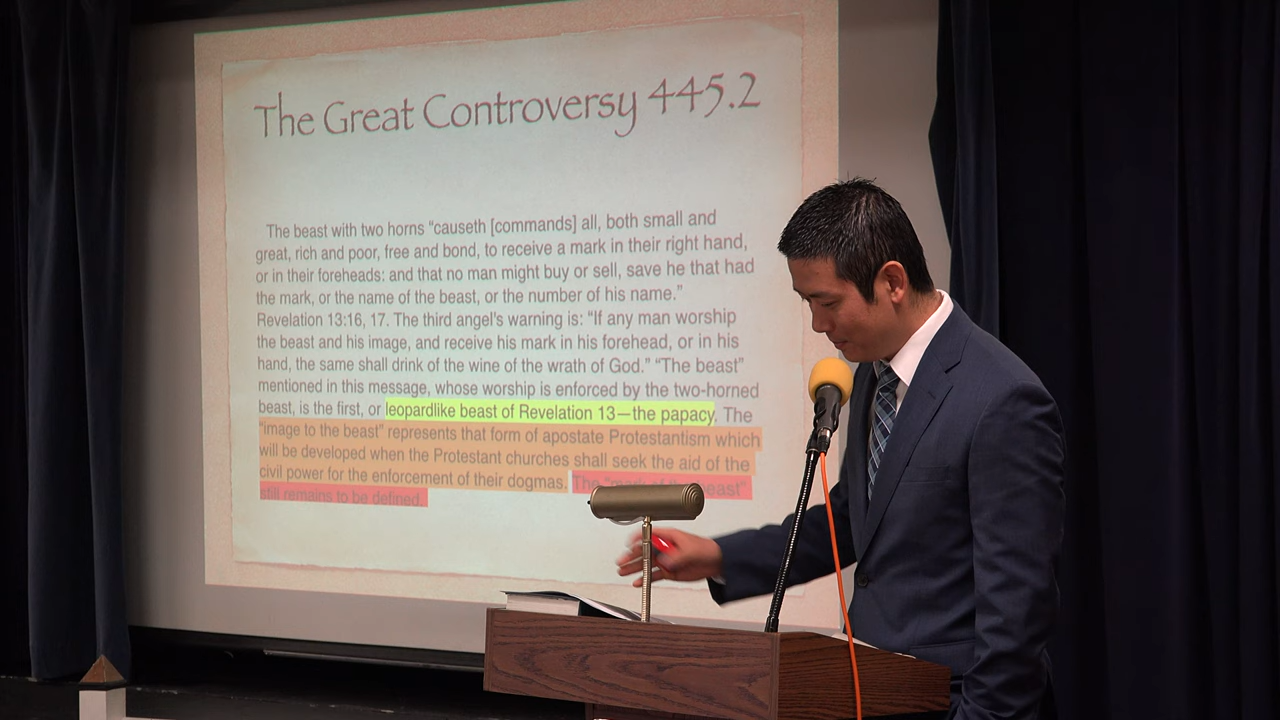 The Great Controversy 445.2
The beast with two horns “causeth [commands] all, both small and
great, rich and poor, free and bond, to receive a mark in their right hand,
or in their foreheads: and that no man might buy or sell, save he that had
the mark, or the name of the beast, or the number of his name.”
Revelation 13:16, 17. The third angel's warning is: “If any man worship
the beast and his image, and receive his mark in his forehead, or in his
hand, the same shall drink of the wine of the wrath of God.” “The beast”
mentioned in this message, whose worship is enforced by the two-horned
beast, is the first, or leopardlike beast of Revelation 13—the papacy. The
“image to the beast” represents that form of apostate Protestantism which
will be developed when the Protestant churches shall seek the aid of the
civil power for the enforcement of their dogmas. The “mark of the beast”
still remains to be defined.